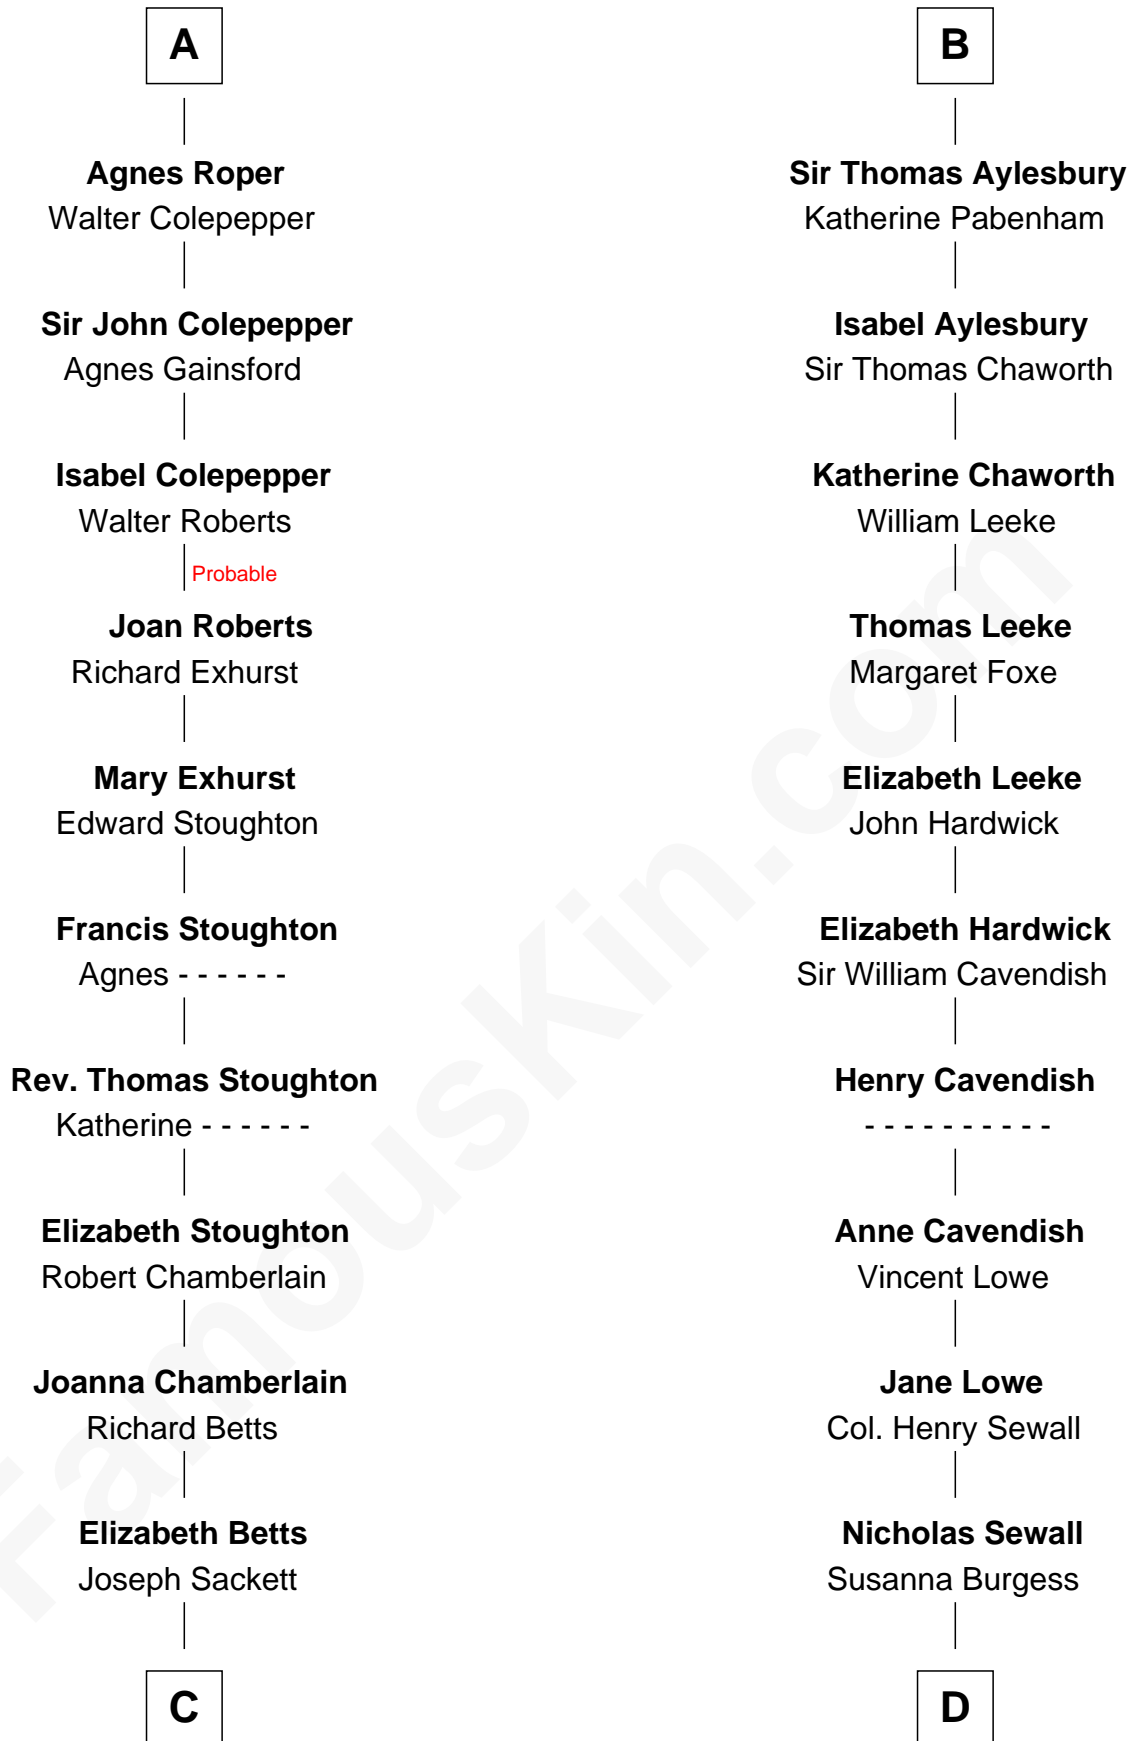 A
Agnes Roper
Walter Colepepper
Sir John Colepepper
Agnes Gainsford
Isabel Colepepper
Walter Roberts
Probable
Joan Roberts
Richard Exhurst
Mary Exhurst
Edward Stoughton
Francis Stoughton
Agnes - - - - - -
Rev. Thomas Stoughton
Katherine - - - - - -
Elizabeth Stoughton
Robert Chamberlain
Joanna Chamberlain
Richard Betts
Elizabeth Betts
Joseph Sackett
C
B
Sir Thomas Aylesbury
Katherine Pabenham
Isabel Aylesbury
Sir Thomas Chaworth
Katherine Chaworth
William Leeke
Thomas Leeke
Margaret Foxe
Elizabeth Leeke
John Hardwick
Elizabeth Hardwick
Sir William Cavendish
Henry Cavendish
- - - - - - - - - -
Anne Cavendish
Vincent Lowe
Jane Lowe
Col. Henry Sewall
Nicholas Sewall
Susanna Burgess
D
FamousKin.com